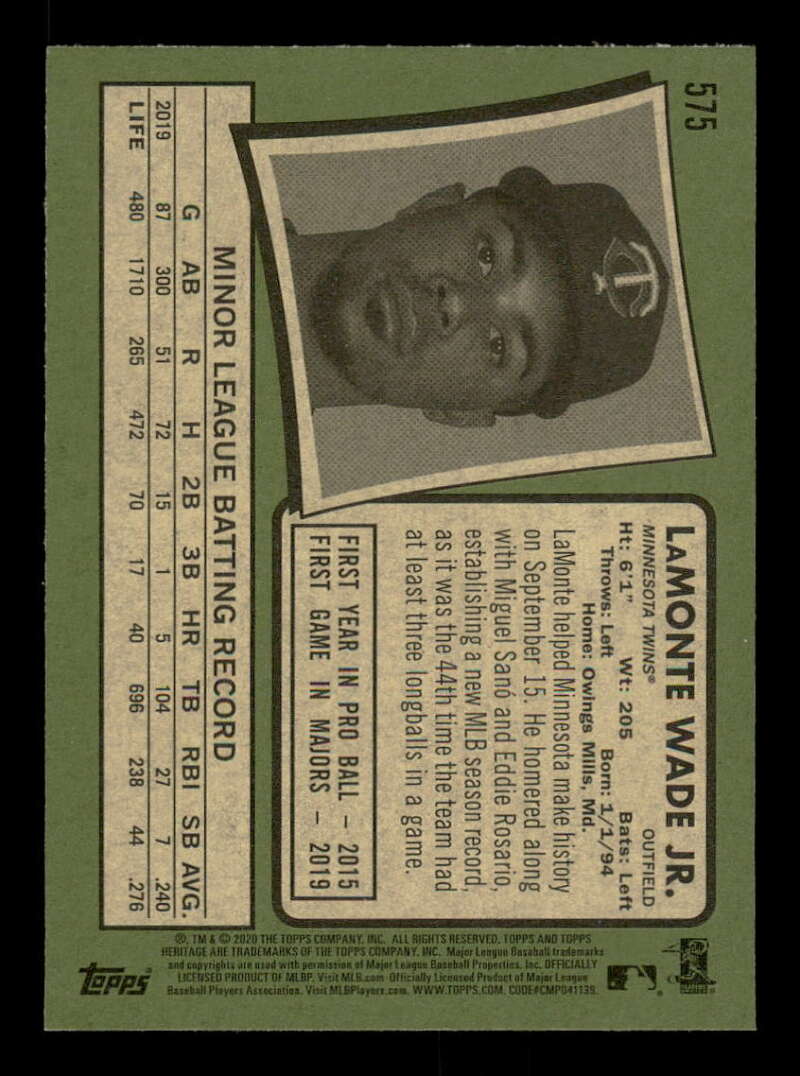 575
LAMONTE WADE JR.
MINNESOTA TWINS® OUTFIELD
Ht: 6'1" Wt: 205 Bats: Left
Throws: Left Born: 1/1/94
Home: Owings Mills, Md.
LaMonte helped Minnesota make history
on September 15. He homered along
with Miguel Sanó and Eddie Rosario,
establishing a new MLB season record,
as it was the 44th time the team had
at least three longballs in a game.
FIRST YEAR IN PRO BALL – 2015
FIRST GAME IN MAJORS – 2019
MINOR LEAGUE BATTING RECORD
G AB R H 2B 3B HR TB RBI SB AVG.
2019 87 300 51 72 15 1 5 104 27 7 .240
LIFE 480 1710 265 472 70 17 40 696 238 44 .276
®, TM & © 2020 THE TOPPS COMPANY, INC. ALL RIGHTS RESERVED. TOPPS AND TOPPS
HERITAGE ARE TRADEMARKS OF THE TOPPS COMPANY, INC. Major League Baseball trademarks
and copyrights are used with permission of Major League Baseball Properties, Inc. OFFICIALLY
LICENSED PRODUCT OF MLBP. Visit MLB.com. Officially Licensed Product of Major League
Baseball Players Association. Visit MLBPlayers.com. WWW.TOPPS.COM. CODE#CMP041139.
topps